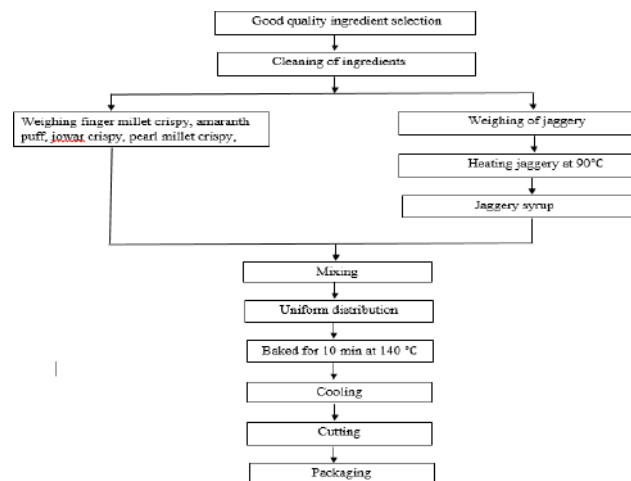 Good quality ingredient selection
Cleaning of ingredients
Weighing finger millet crispy, amaranth
puff, jowar crispy, pearl millet crispy,
Weighing of jaggery
Heating jaggery at 90°C
Jaggery syrup
Mixing
Uniform distribution
Baked for 10 min at 140 °C
Cooling
Cutting
Packaging